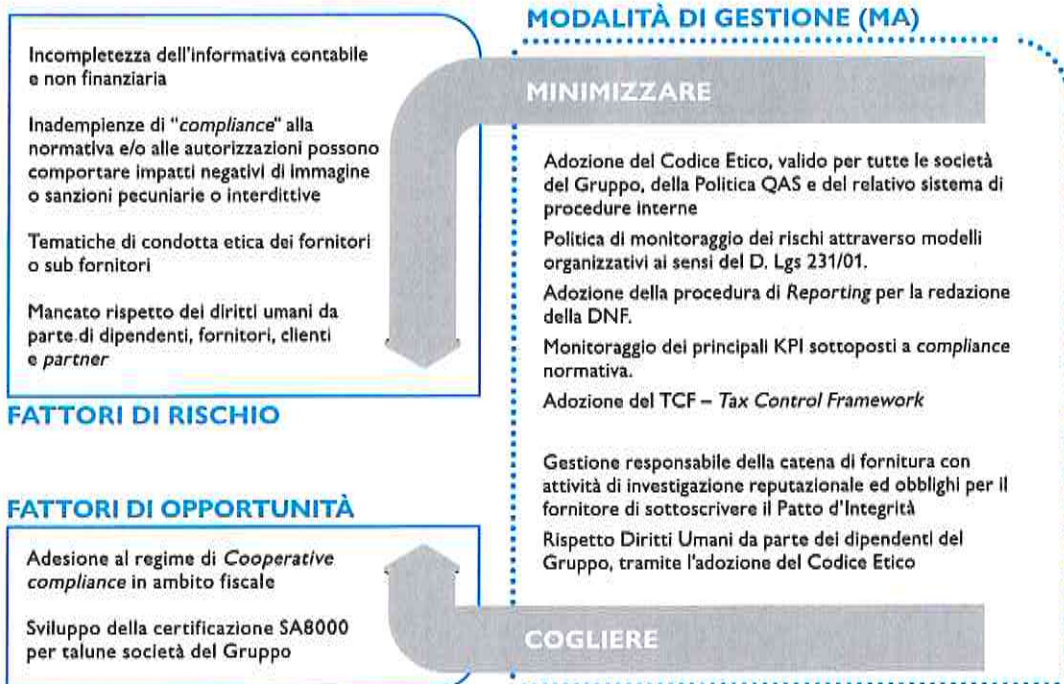 Incompletezza dell'informativa contabile
e non finanziaria
Inadempienze di "compliance" alla
normativa e/o alle autorizzazioni possono
comportare impatti negativi di immagine
o sanzioni pecuniarie o interdittive
Tematiche di condotta etica dei fornitori
o sub fornitori
Mancato rispetto dei diritti umani da
parte di dipendenti, fornitori, clienti
e partner
FATTORI DI RISCHIO
FATTORI DI OPPORTUNITÀ
Adesione al regime di Cooperative
compliance in ambito fiscale
Sviluppo della certificazione SA8000
per talune società del Gruppo
MODALITÀ DI GESTIONE (MA)
MINIMIZZARE
Adozione del Codice Etico, valido per tutte le società
del Gruppo, della Politica QAS e del relativo sistema di
procedure interne
Politica di monitoraggio dei rischi attraverso modelli
organizzativi ai sensi del D. Lgs 231/01.
Adozione della procedura di Reporting per la redazione
della DNF.
Monitoraggio dei principali KPI sottoposti a compliance
normativa.
Adozione del TCF – Tax Control Framework
Gestione responsabile della catena di fornitura con
attività di investigazione reputazionale ed obblighi per il
fornitore di sottoscrivere il Patto d'Integrità
Rispetto Diritti Umani da parte dei dipendenti del
Gruppo, tramite l'adozione del Codice Etico
COGLIERE